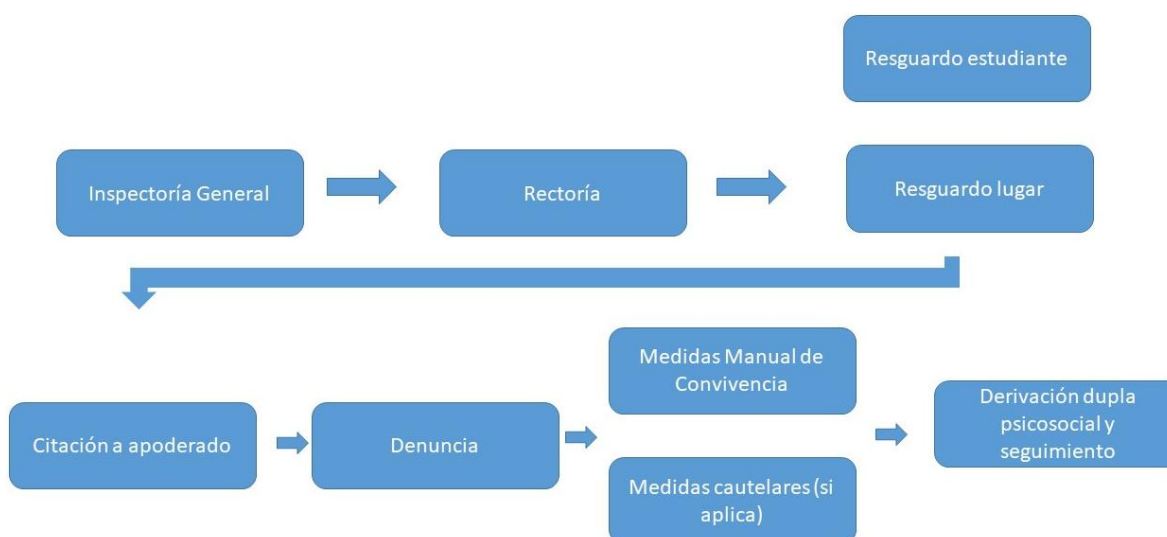 Resguardo estudiante
Inspectoría General
Rectoría
Resguardo lugar
Citación a apoderado
Denuncia
Medidas Manual de
Convivencia
Medidas cautelares (si
aplica)
Derivación dupla
psicosocial y
seguimiento